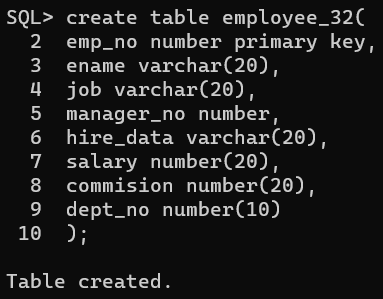 SQL> create table employee_32(
2 emp_no number primary key,
3 ename varchar(20),
4 job varchar(20),
5 manager_no number,
6 hire_data varchar(20),
7 salary number(20),
8 commision number(20),
9 dept_no number(10)
10 );
Table created.